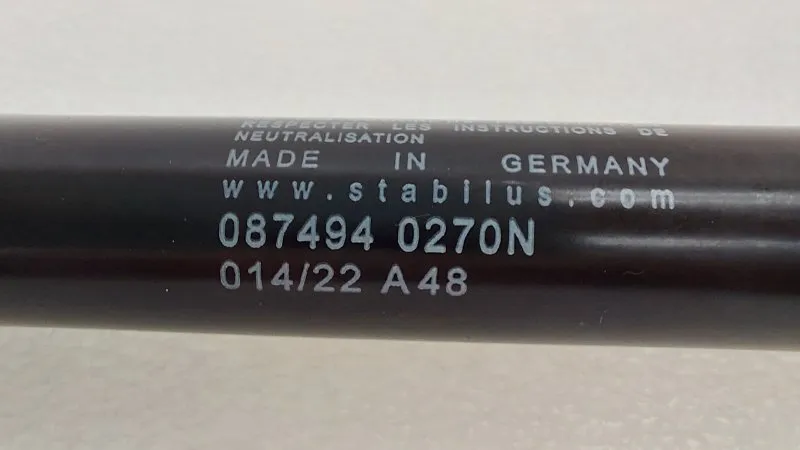 RESPECTER LES INSTRUCTIONS DE
NEUTRALISATION
MADE IN GERMANY
www.stabilus.com
087494 0270N
014/22 A48